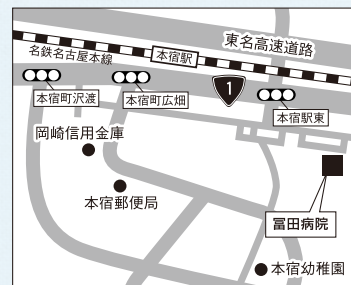 東名高速道路
名鉄名古屋本線
本宿駅
本宿町沢渡
本宿町広畑
1
本宿駅東
岡崎信用金庫
本宿郵便局
冨田病院
本宿幼稚園